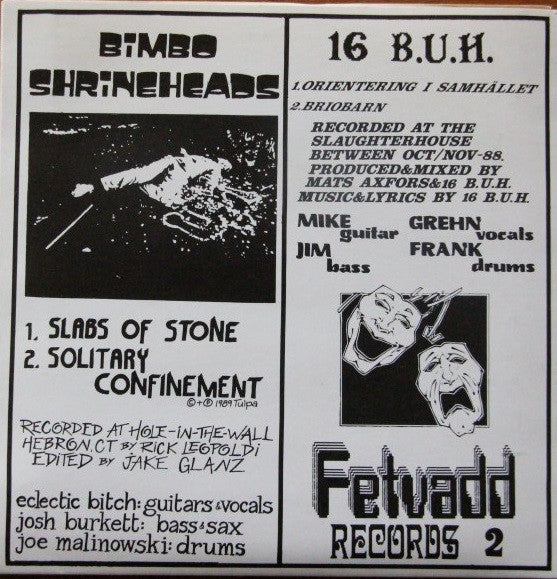 BiMBO
SHRiNEHEADS
1. SLABS OF STONE
2. SOLITARY
CONFINEMENT
©+℗ 1989 Tulpa
RECORDED AT HOLE-IN-THE-WALL
HEBRON.CT BY RICK LEOPOLDi
EDITED BY JAKE GLANZ
eclectic bitch: guitars & vocals
josh burkett: bass & sax
joe malinowski: drums
16 B.U.H.
1.ORIENTERING I SAMHÄLLET
2.BRIOBARN
RECORDED AT THE
SLAUGHTERHOUSE
BETWEEN OCT/NOV-88.
PRODUCED&MIXED BY
MATS AXFORS&16 B.U.H.
MUSIC&LYRICS BY 16 B.U.H.
MIKE guitar GREHN vocals
JIM bass FRANK drums
Fetvadd
RECORDS 2